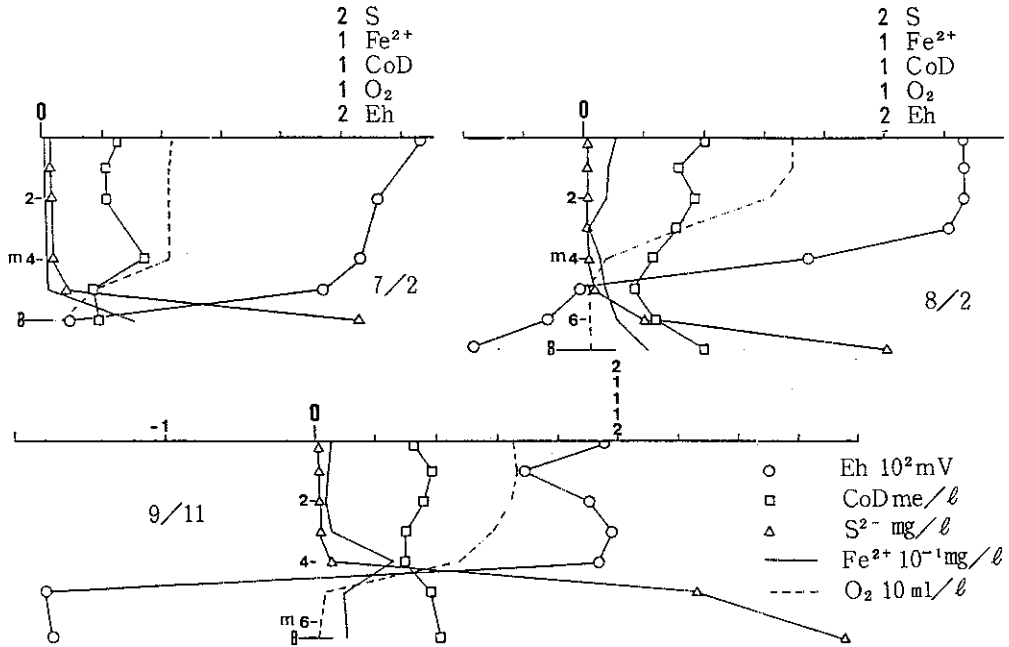 2 S
1 Fe²⁺
1 CoD
1 O₂
2 Eh
0
2
m 4
B
7/2
2 S
1 Fe²⁺
1 CoD
1 O₂
2 Eh
0
2
m4
6
B
8/2
2
1
1
1
2
-1
0
2
4
m 6
B
9/11
Eh 10²mV
CoD me/ℓ
S²⁻ mg/ℓ
Fe²⁺ 10⁻¹mg/ℓ
O₂ 10 ml/ℓ